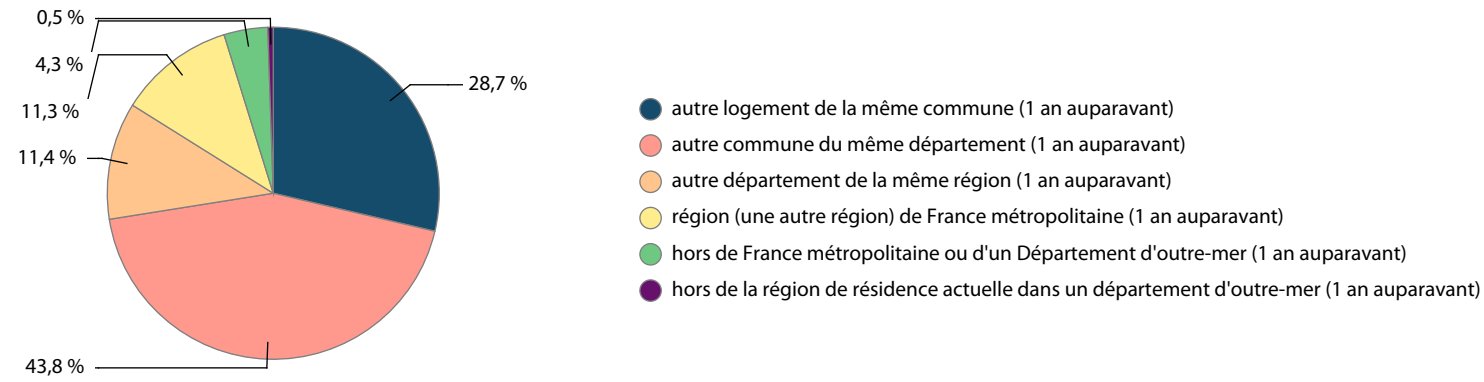 0,5 %
4,3 %
11,3 %
11,4 %
43,8 %
28,7 %
autre logement de la même commune (1 an auparavant)
autre commune du même département (1 an auparavant)
autre département de la même région (1 an auparavant)
région (une autre région) de France métropolitaine (1 an auparavant)
hors de France métropolitaine ou d'un Département d'outre-mer (1 an auparavant)
hors de la région de résidence actuelle dans un département d'outre-mer (1 an auparavant)